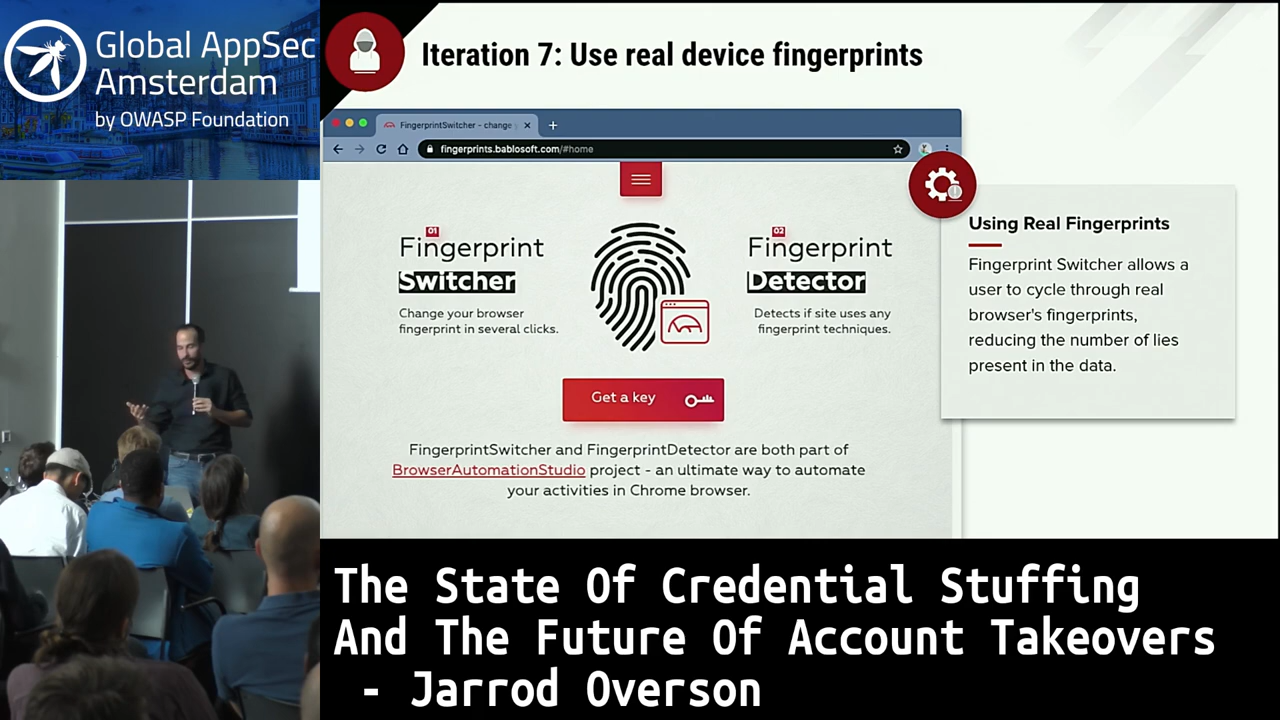 Global AppSec
Amsterdam
by OWASP Foundation
Iteration 7: Use real device fingerprints
FingerprintSwitcher - change
fingerprints.bablosoft.com/#home
01
Fingerprint
Switcher
Change your browser
fingerprint in several clicks.
02
Fingerprint
Detector
Detects if site uses any
fingerprint techniques.
Get a key
FingerprintSwitcher and FingerprintDetector are both part of
BrowserAutomationStudio project - an ultimate way to automate
your activities in Chrome browser.
Using Real Fingerprints
Fingerprint Switcher allows a
user to cycle through real
browser's fingerprints,
reducing the number of lies
present in the data.
The State Of Credential Stuffing
And The Future Of Account Takeovers
- Jarrod Overson